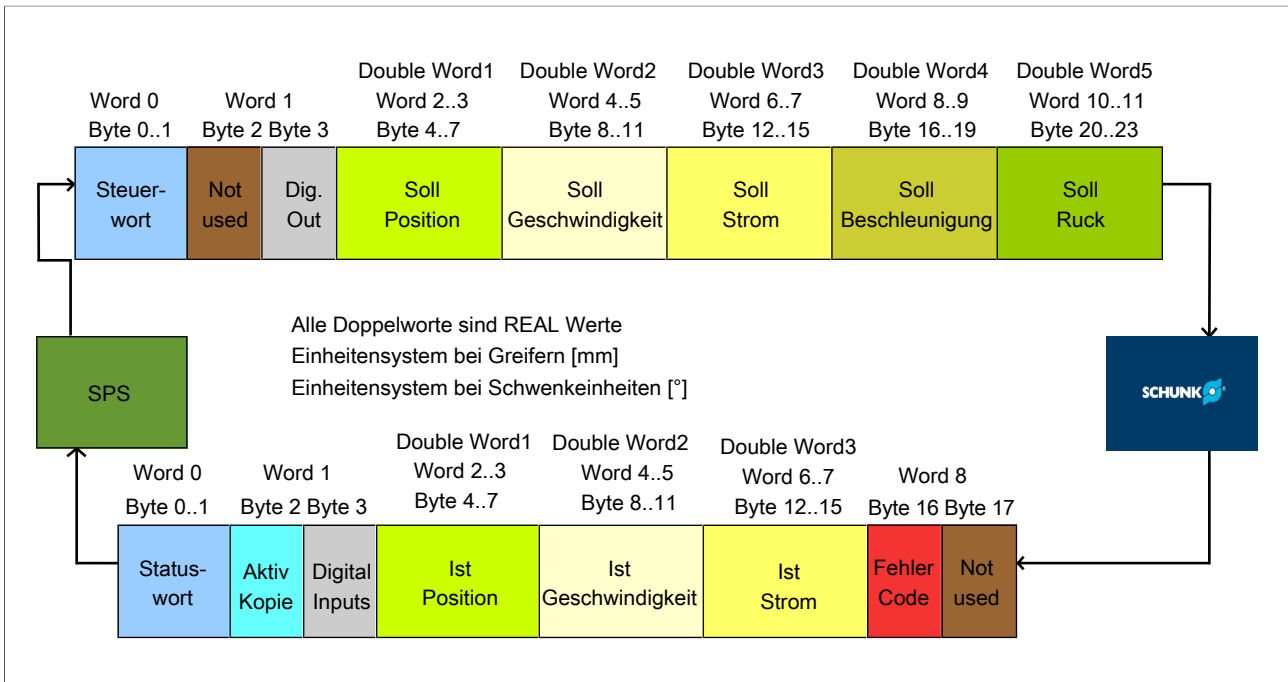 Double Word1 Double Word2 Double Word3 Double Word4 Double Word5
Word 0 Word 1 Word 2..3 Word 4..5 Word 6..7 Word 8..9 Word 10..11
Byte 0..1 Byte 2 Byte 3 Byte 4..7 Byte 8..11 Byte 12..15 Byte 16..19 Byte 20..23
Steuer- Not Dig. Soll Soll Soll Soll Soll
wort used Out Position Geschwindigkeit Strom Beschleunigung Ruck
Alle Doppelworte sind REAL Werte
Einheitensystem bei Greifern [mm]
Einheitensystem bei Schwenkeinheiten [°]
SPS
SCHUNK ®
Double Word1 Double Word2 Double Word3
Word 0 Word 1 Word 2..3 Word 4..5 Word 6..7 Word 8
Byte 0..1 Byte 2 Byte 3 Byte 4..7 Byte 8..11 Byte 12..15 Byte 16 Byte 17
Status- Aktiv Digital Ist Ist Ist Fehler Not
wort Kopie Inputs Position Geschwindigkeit Strom Code used